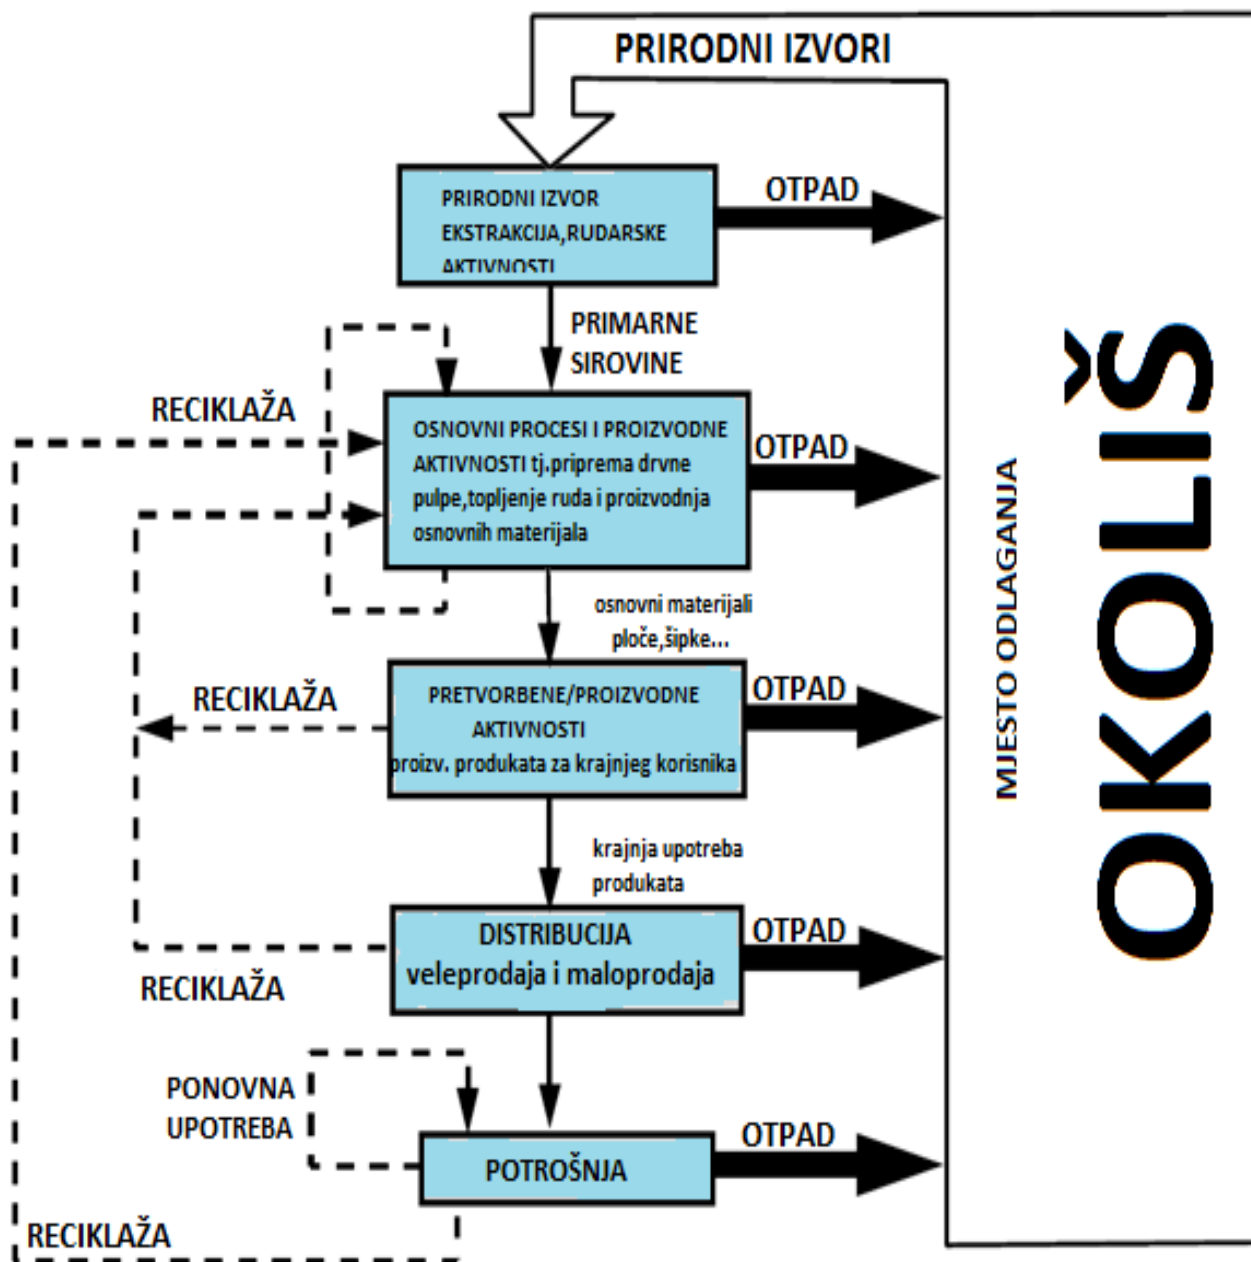 PRIRODNI IZVORI
PRIRODNI IZVOR
EKSTRAKCIJA,RUDARSKE
AKTIVNOSTI
OTPAD
PRIMARNE
SIROVINE
RECIKLAŽA
OSNOVNI PROCESI I PROIZVODNE
AKTIVNOSTI tj.priprema drvne
pulpe,topljenje ruda i proizvodnja
osnovnih materijala
OTPAD
osnovni materijali
ploče,šipke...
RECIKLAŽA
PRETVORBENE/PROIZVODNE
AKTIVNOSTI
proizv. produkata za krajnjeg korisnika
OTPAD
krajnja upotreba
produkata
DISTRIBUCIJA
veleprodaja i maloprodaja
OTPAD
RECIKLAŽA
PONOVNA
UPOTREBA
POTROŠNJA
OTPAD
RECIKLAŽA
MJESTO ODLAGANJA
OKOLIŠ